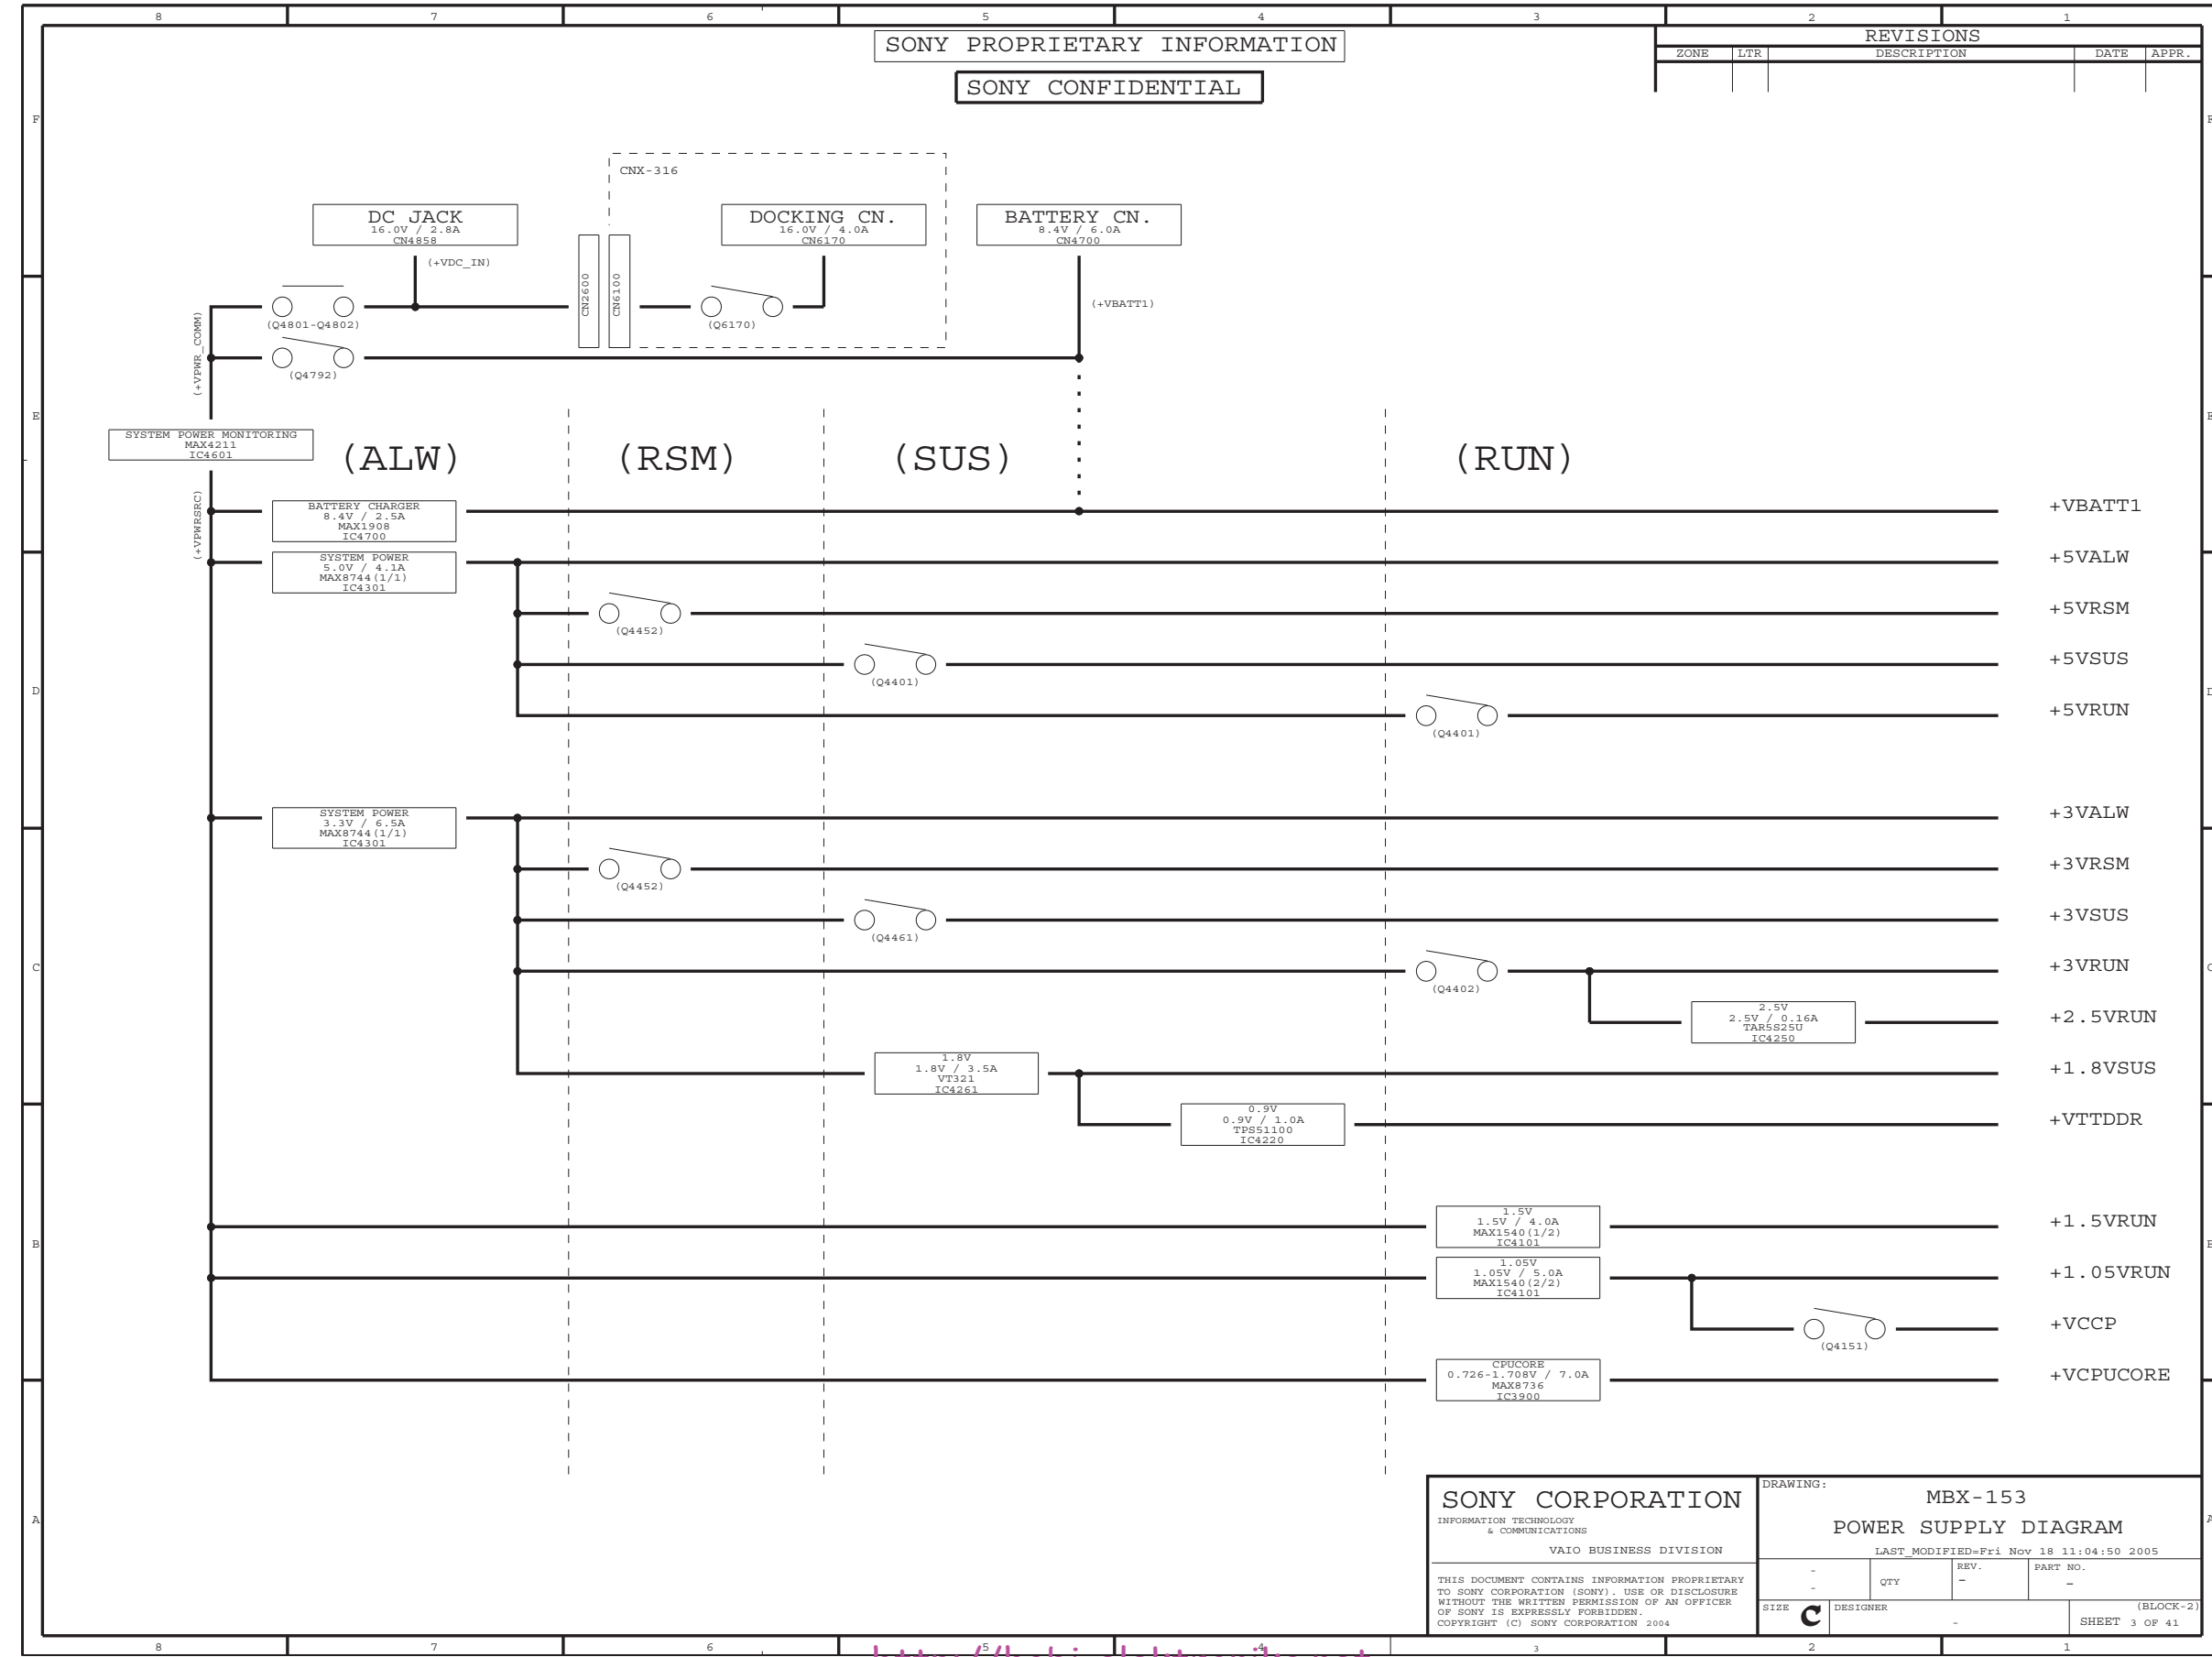 8 7 6 5 4 3 2 1
SONY PROPRIETARY INFORMATION
SONY CONFIDENTIAL
REVISIONS
ZONE LTR DESCRIPTION DATE APPR.
F
CNX-316
DC JACK
16.0V / 2.8A
CN4858
DOCKING CN.
16.0V / 4.0A
CN6170
BATTERY CN.
8.4V / 6.0A
CN4700
(+VDC_IN)
CN2600
CN6100
(+VBATT1)
(Q4801-Q4802)
(Q6170)
(+VPWR_COMM)
(Q4792)
E
E
SYSTEM POWER MONITORING
MAX4211
IC4601
(ALW) (RSM) (SUS) (RUN)
(+VPWRSRC)
BATTERY CHARGER
8.4V / 2.5A
MAX1908
IC4700
+VBATT1
SYSTEM POWER
5.0V / 4.1A
MAX8744(1/1)
IC4301
+5VALW
(Q4452)
+5VRSM
(Q4401)
+5VSUS
D
D
(Q4401)
+5VRUN
SYSTEM POWER
3.3V / 6.5A
MAX8744(1/1)
IC4301
+3VALW
(Q4452)
+3VRSM
(Q4461)
+3VSUS
C
(Q4402)
+3VRUN
2.5V
2.5V / 0.16A
TAR5S25U
IC4250
+2.5VRUN
1.8V
1.8V / 3.5A
VT321
IC4261
+1.8VSUS
0.9V
0.9V / 1.0A
TPS51100
IC4220
+VTTDDR
1.5V
1.5V / 4.0A
MAX1540(1/2)
IC4101
+1.5VRUN
B
1.05V
1.05V / 5.0A
MAX1540(2/2)
IC4101
+1.05VRUN
(Q4151)
+VCCP
CPUCORE
0.726-1.708V / 7.0A
MAX8736
IC3900
+VCPUCORE
A
SONY CORPORATION
INFORMATION TECHNOLOGY
& COMMUNICATIONS
VAIO BUSINESS DIVISION
THIS DOCUMENT CONTAINS INFORMATION PROPRIETARY
TO SONY CORPORATION (SONY). USE OR DISCLOSURE
WITHOUT THE WRITTEN PERMISSION OF AN OFFICER
OF SONY IS EXPRESSLY FORBIDDEN.
COPYRIGHT (C) SONY CORPORATION 2004
DRAWING:
MBX-153
POWER SUPPLY DIAGRAM
LAST_MODIFIED=Fri Nov 18 11:04:50 2005
- - QTY REV. - PART NO. -
SIZE C DESIGNER - (BLOCK-2)
SHEET 3 OF 41
8 7 6 5 4 3 2 1